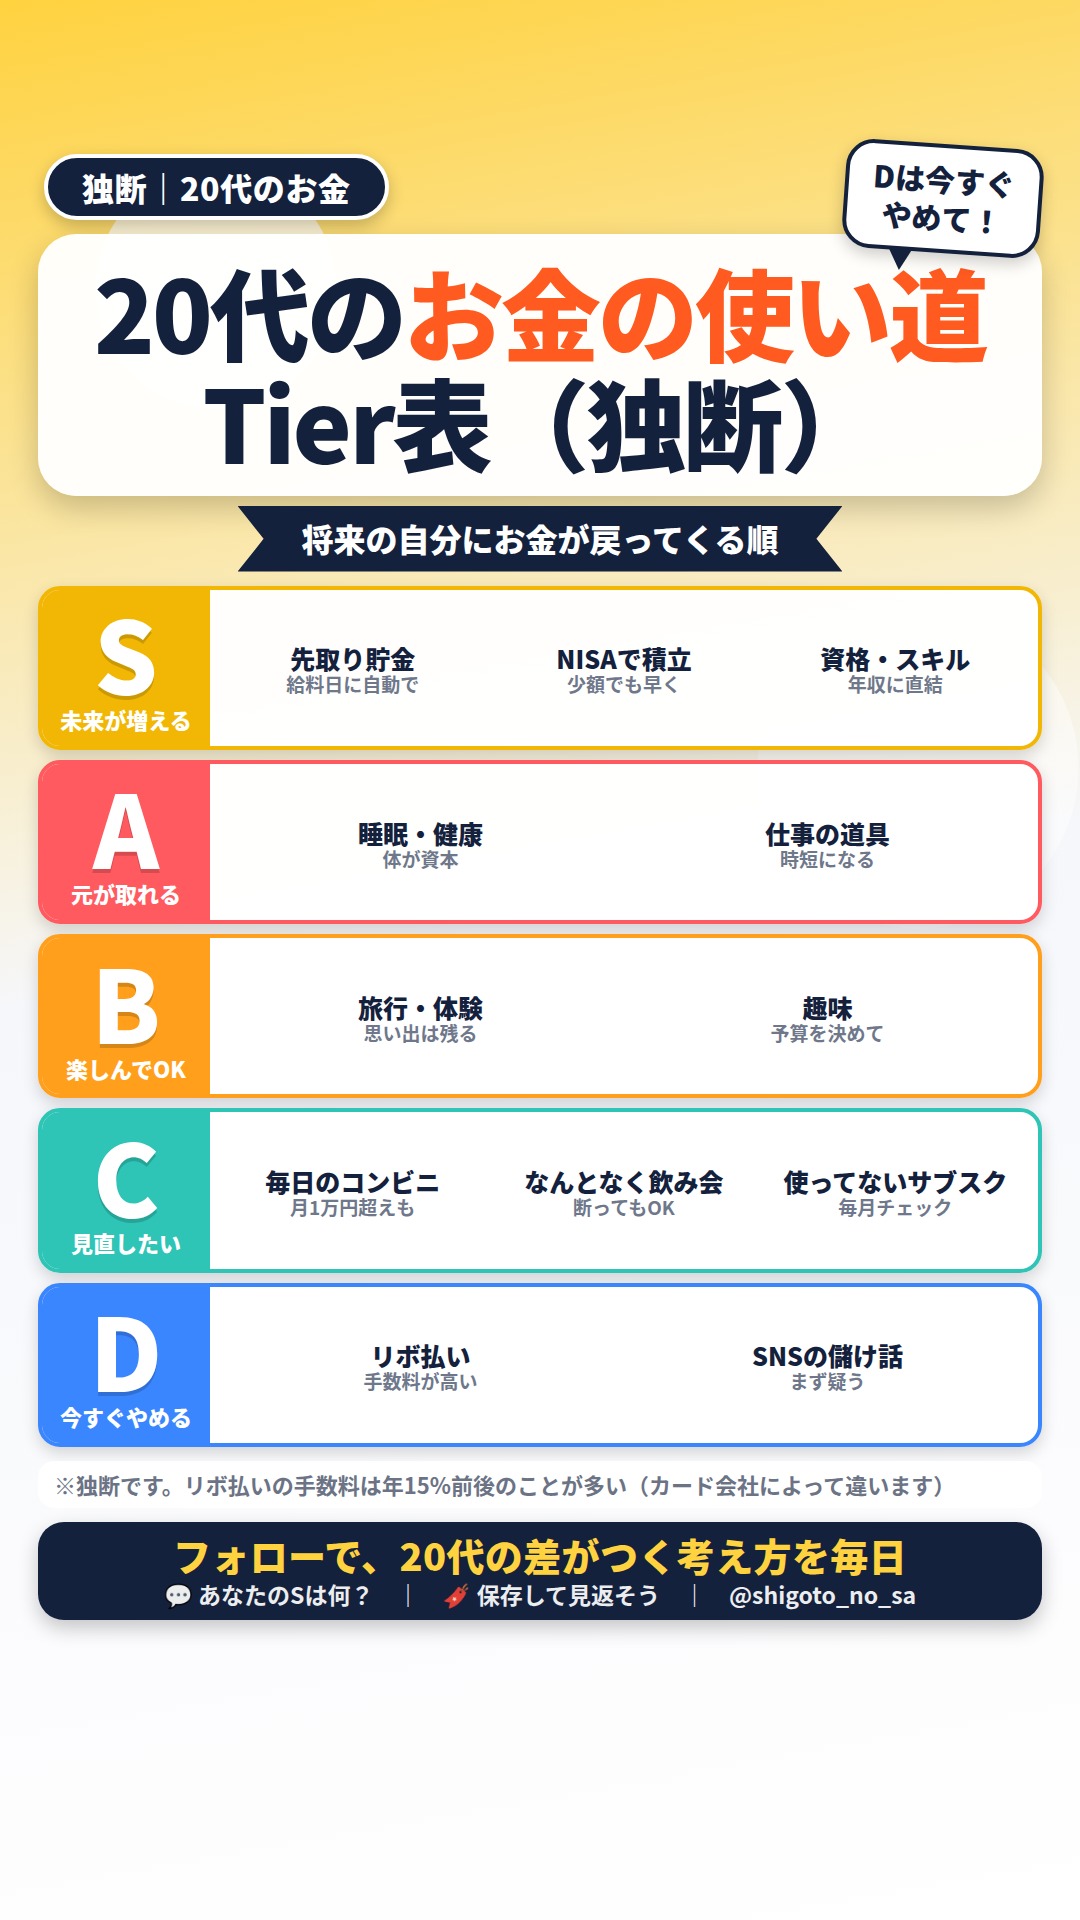 独断｜20代のお金
Dは今すぐ
やめて！
20代のお金の使い道
Tier表（独断）
将来の自分にお金が戻ってくる順
S
未来が増える
先取り貯金
給料日に自動で
NISAで積立
少額でも早く
資格・スキル
年収に直結
A
元が取れる
睡眠・健康
体が資本
仕事の道具
時短になる
B
楽しんでOK
旅行・体験
思い出は残る
趣味
予算を決めて
C
見直したい
毎日のコンビニ
月1万円超えも
なんとなく飲み会
断ってもOK
使ってないサブスク
毎月チェック
D
今すぐやめる
リボ払い
手数料が高い
SNSの儲け話
まず疑う
※独断です。リボ払いの手数料は年15%前後のことが多い（カード会社によって違います）
フォローで、20代の差がつく考え方を毎日
💬 あなたのSは何？ ｜ 🔖 保存して見返そう ｜ @shigoto_no_sa